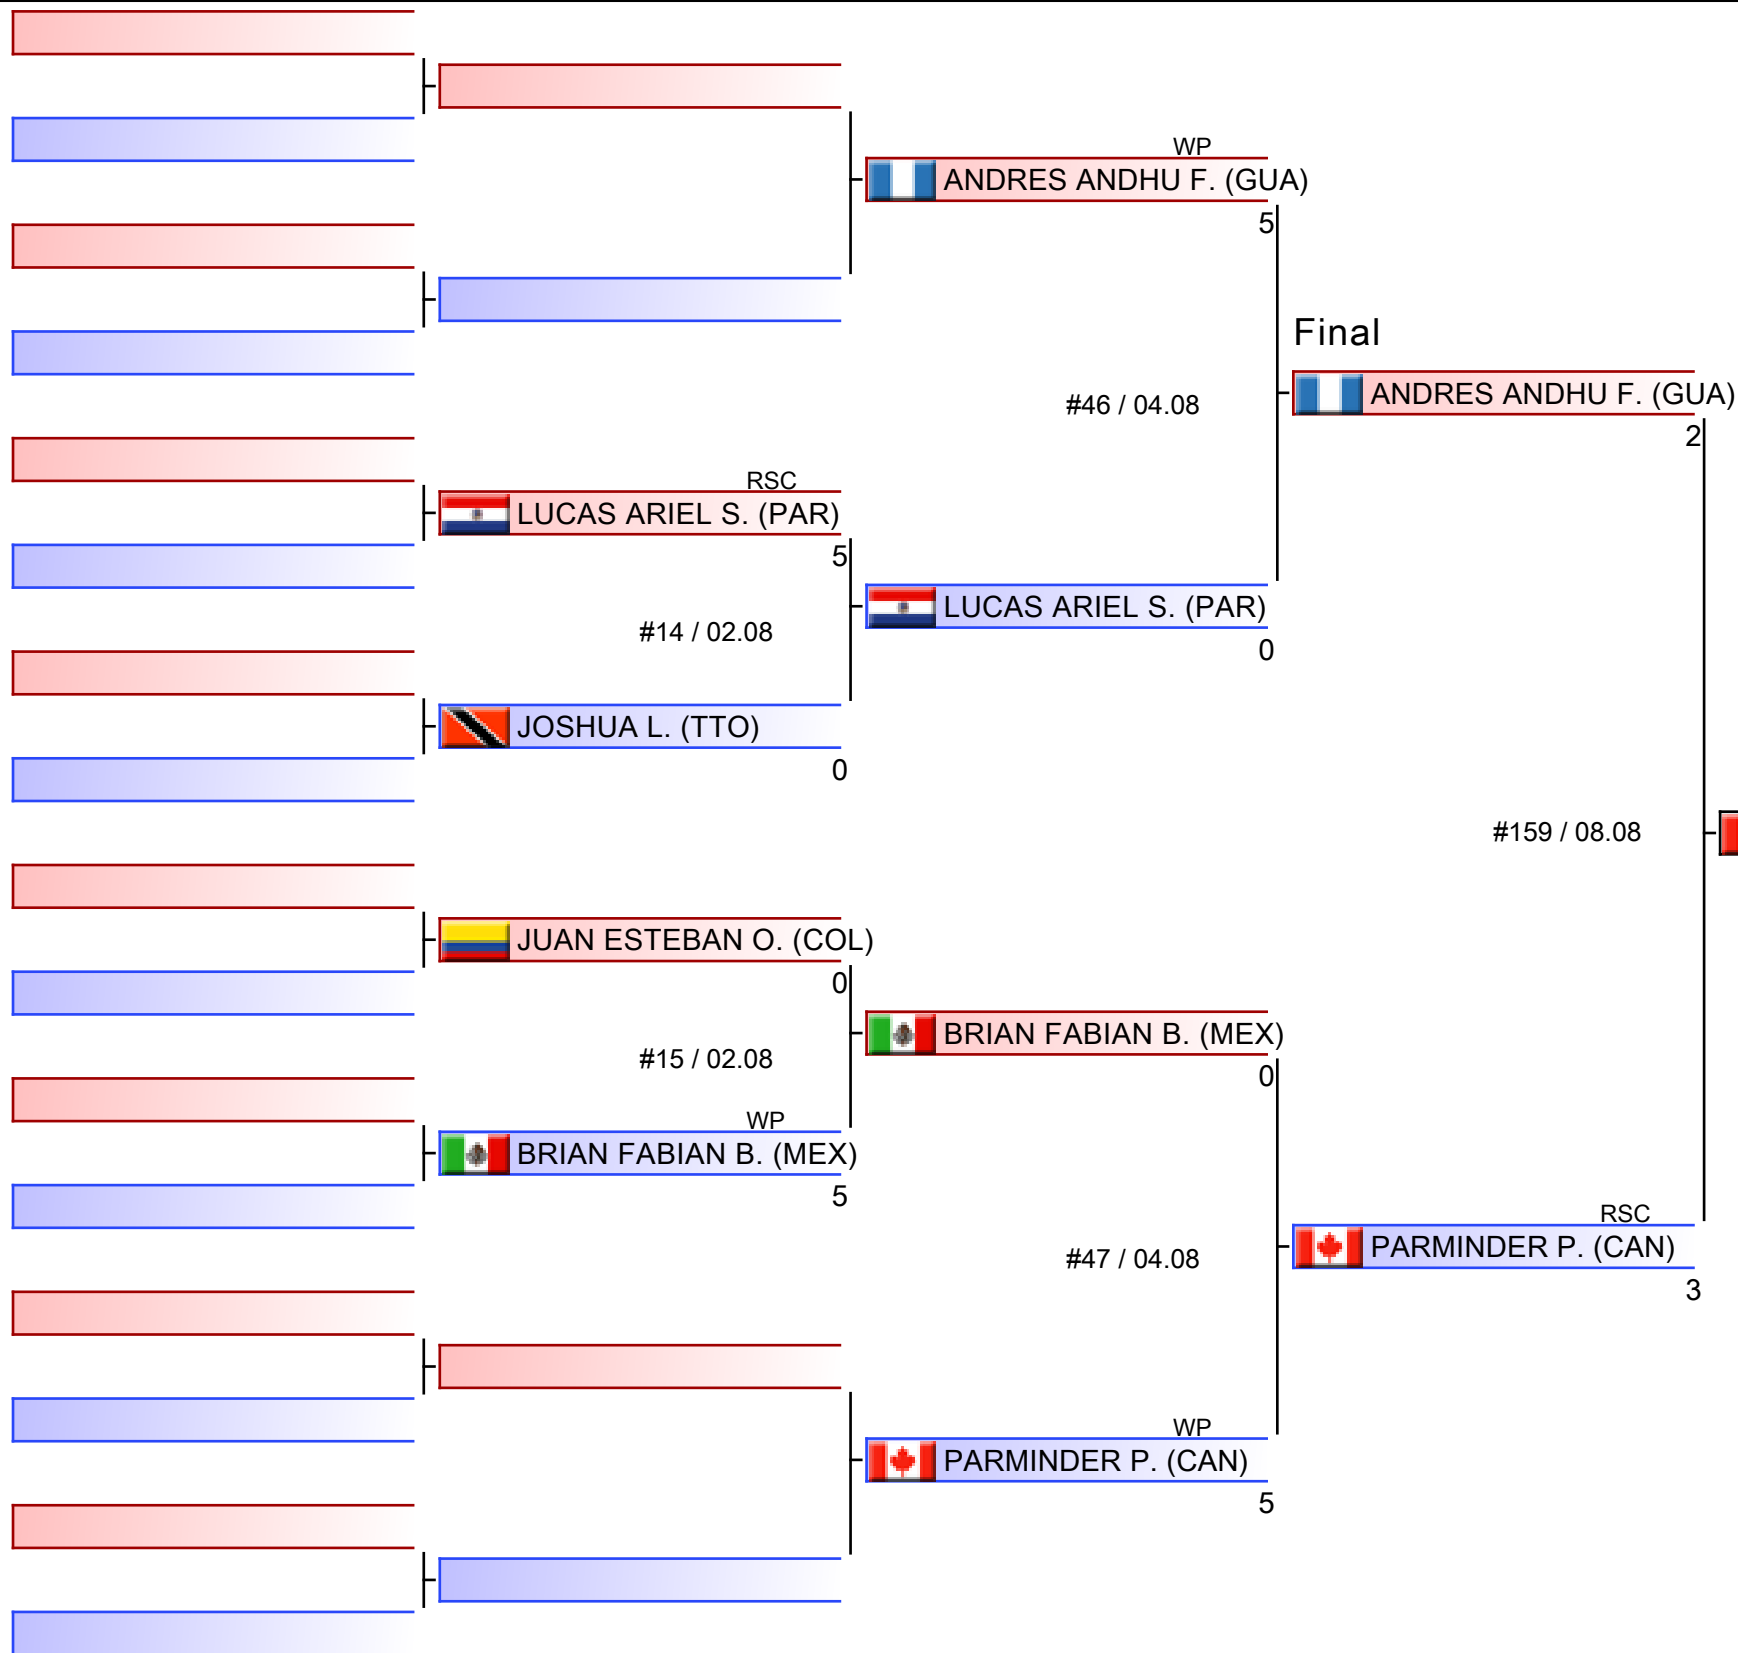 WP
ANDRES ANDHU F. (GUA)
5
Final
#46 / 04.08
ANDRES ANDHU F. (GUA)
2
RSC
LUCAS ARIEL S. (PAR)
5
#14 / 02.08
LUCAS ARIEL S. (PAR)
0
JOSHUA L. (TTO)
0
#159 / 08.08
JUAN ESTEBAN O. (COL)
0
#15 / 02.08
BRIAN FABIAN B. (MEX)
0
WP
BRIAN FABIAN B. (MEX)
5
#47 / 04.08
RSC
PARMINDER P. (CAN)
3
WP
PARMINDER P. (CAN)
5